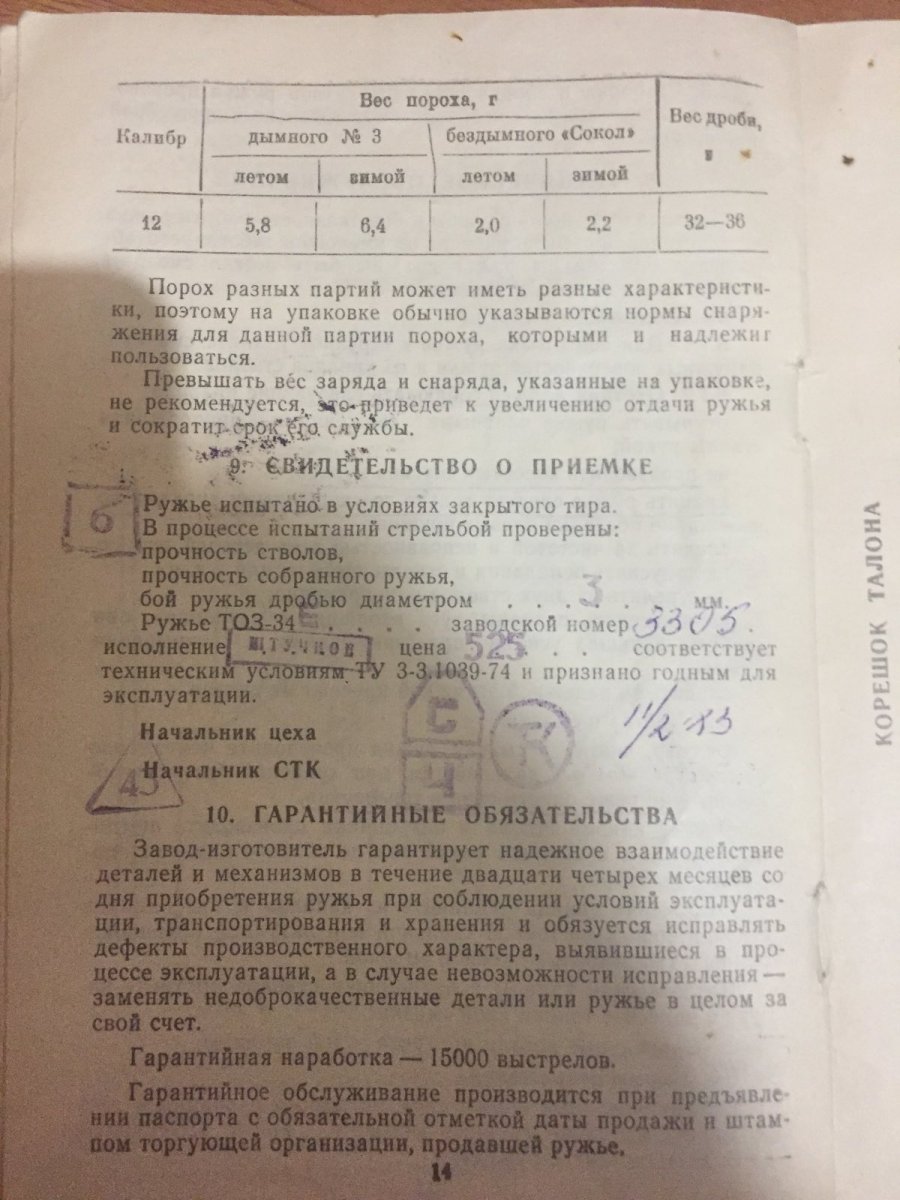 Калибр
Вес пороха, г
Вес дроби,
дымного № 3
бездымного «Сокол»
г
летом
зимой
летом
зимой
12
5,8
6,4
2,0
2,2
32—36
Порох разных партий может иметь разные характеристи-
ки, поэтому на упаковке обычно указываются нормы снаря-
жения для данной партии пороха, которыми и надлежит
пользоваться.
Превышать вес заряда и снаряда, указанные на упаковке,
не рекомендуется, это приведет к увеличению отдачи ружья
и сократит срок его службы.
9. СВИДЕТЕЛЬСТВО О ПРИЕМКЕ
6
Ружье испытано в условиях закрытого тира.
В процессе испытаний стрельбой проверены:
прочность стволов,
прочность собранного ружья,
бой ружья дробью диаметром . . . . 3 . . . . мм.
Ружье ТОЗ-34 Е . . . . заводской номер 3305 .
исполнение ШТУЧНОЕ цена 525 . . соответствует
техническим условиям ТУ 3-3.1039-74 и признано годным для
эксплуатации.
Начальник цеха
С
Ц
ТК
11/2-83
Начальник СТК
43
10. ГАРАНТИЙНЫЕ ОБЯЗАТЕЛЬСТВА
Завод-изготовитель гарантирует надежное взаимодействие
деталей и механизмов в течение двадцати четырех месяцев со
дня приобретения ружья при соблюдении условий эксплуата-
ции, транспортирования и хранения и обязуется исправлять
дефекты производственного характера, выявившиеся в про-
цессе эксплуатации, а в случае невозможности исправления —
заменять недоброкачественные детали или ружье в целом за
свой счет.
Гарантийная наработка — 15000 выстрелов.
Гарантийное обслуживание производится при предъявле-
нии паспорта с обязательной отметкой даты продажи и штам-
пом торгующей организации, продавшей ружье.
14
КОРЕШОК ТАЛОНА